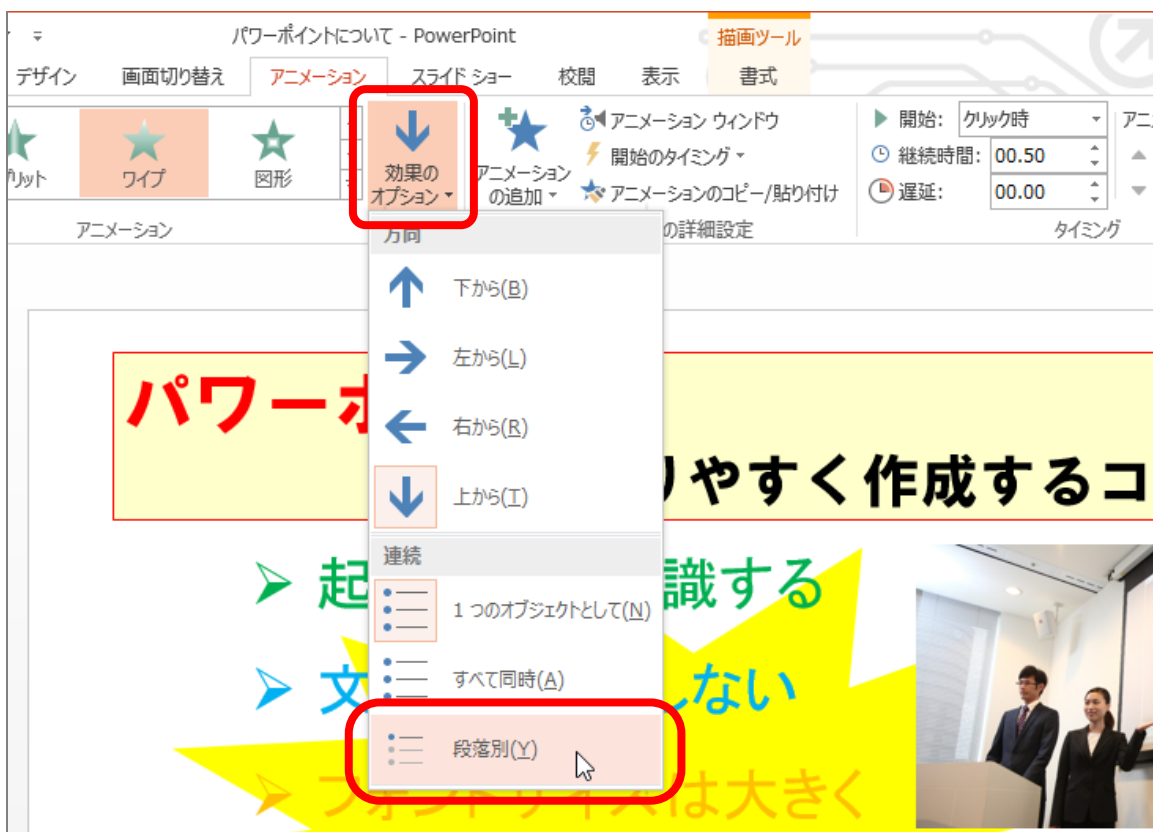 パワーポイントについて - PowerPoint
描画ツール
デザイン 画面切り替え アニメーション スライド ショー 校閲 表示 書式
ワイプ
図形
効果の
オプション
アニメーション
の追加
アニメーション ウィンドウ
開始のタイミング
アニメーションのコピー/貼り付け
開始: クリック時
継続時間: 00.50
遅延: 00.00
アニメーション
の詳細設定
タイミング
方向
下から(B)
左から(L)
右から(R)
上から(T)
連続
1 つのオブジェクトとして(N)
すべて同時(A)
段落別(Y)
パワーポ
りやすく作成するコ
起 識する
文 しない
フォントサイズは大きく